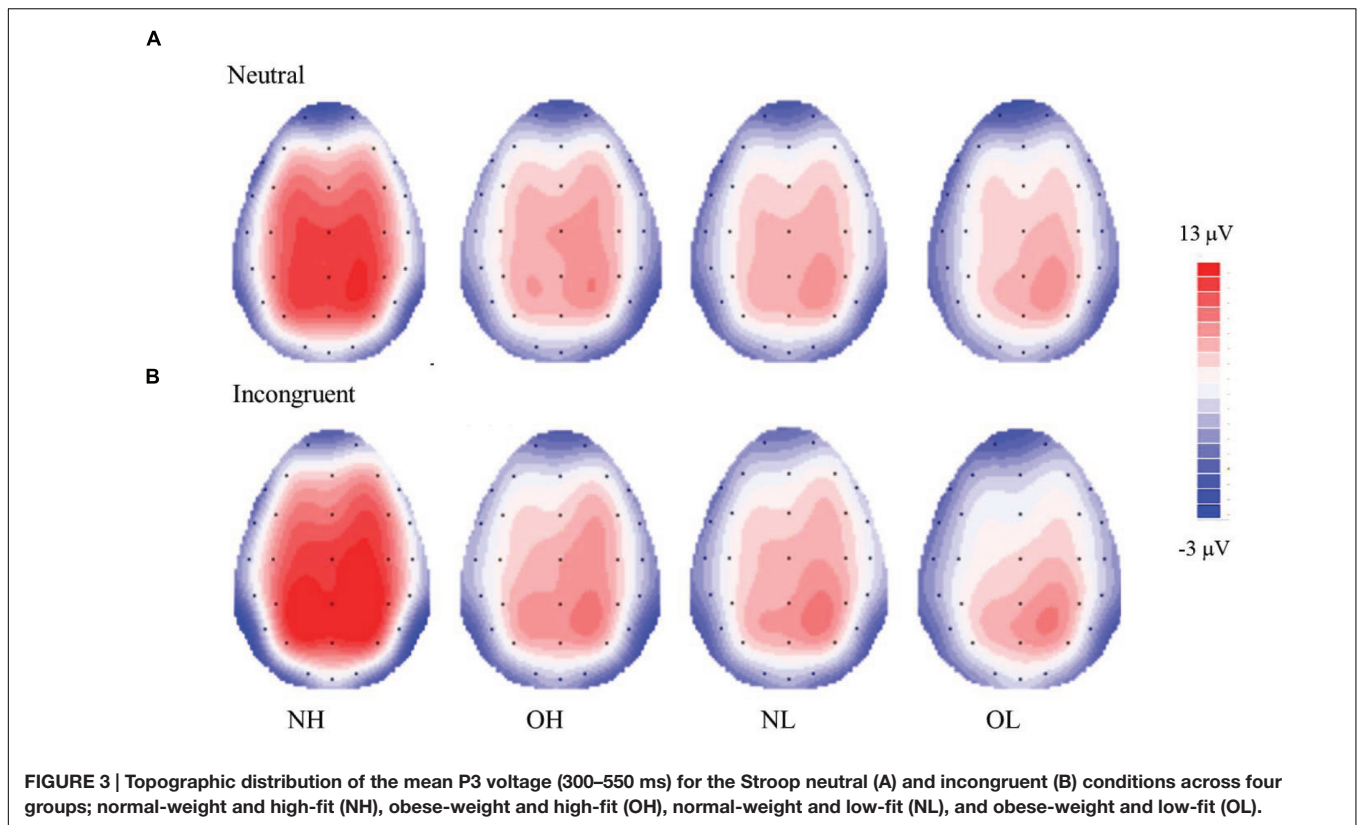 A
Neutral
13 µV
-3 µV
B
Incongruent
NH OH NL OL
FIGURE 3 | Topographic distribution of the mean P3 voltage (300–550 ms) for the Stroop neutral (A) and incongruent (B) conditions across four
groups; normal-weight and high-fit (NH), obese-weight and high-fit (OH), normal-weight and low-fit (NL), and obese-weight and low-fit (OL).